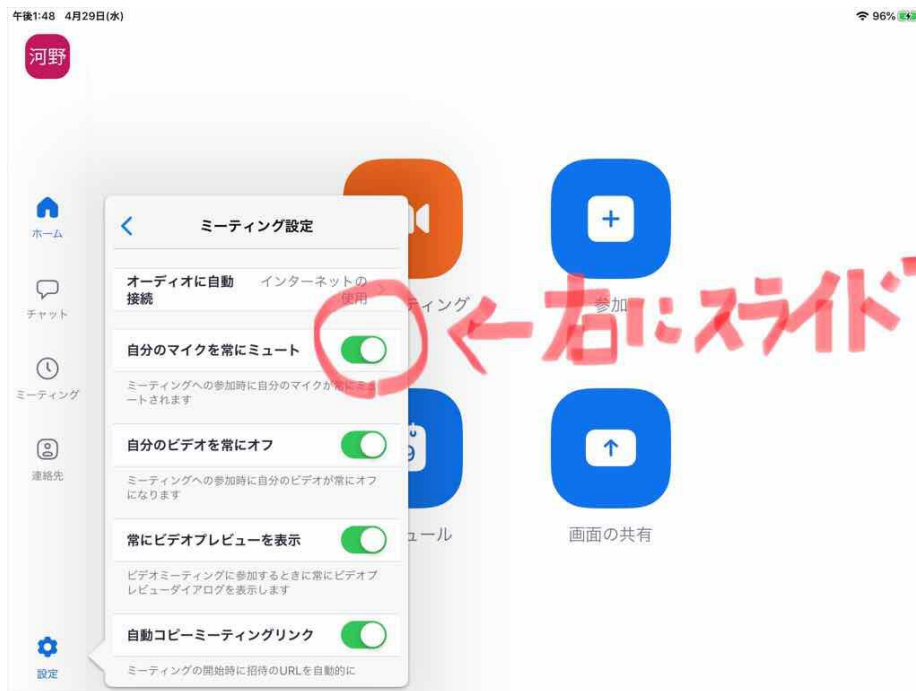 午後1:48 4月29日(水)
96%
河野
ホーム
チャット
ミーティング
連絡先
設定
ミーティング設定
オーディオに自動
接続
インターネットの
使用
自分のマイクを常にミュート
ミーティングへの参加時に自分のマイクが常にミュ
ートされます
自分のビデオを常にオフ
ミーティングへの参加時に自分のビデオが常にオフ
になります
常にビデオプレビューを表示
ビデオミーティングに参加するときに常にビデオプ
レビューダイアログを表示します
自動コピーミーティングリンク
ミーティングの開始時に招待のURLを自動的に
ティング
参加
←右にスライド
9
ュール
画面の共有